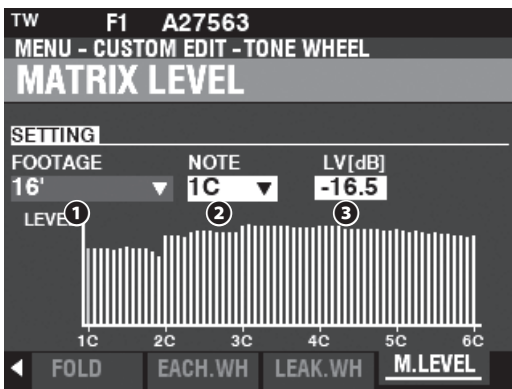 TW F1 A27563
MENU - CUSTOM EDIT - TONE WHEEL
MATRIX LEVEL
SETTING
FOOTAGE NOTE LV[dB]
16' ▼ 1C ▼ -16.5
LEVEL 1 2 3
1C 2C 3C 4C 5C 6C
◀ FOLD EACH.WH LEAK.WH M.LEVEL